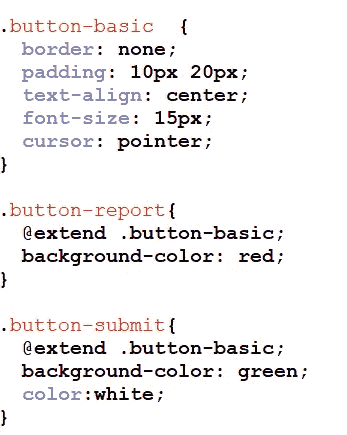 .button-basic  {
  border: none;
  padding: 10px 20px;
  text-align: center;
  font-size: 15px;
  cursor: pointer;
}

.button-report{
  @extend .button-basic;
  background-color: red;
}

.button-submit{
  @extend .button-basic;
  background-color: green;
  color:white;
}